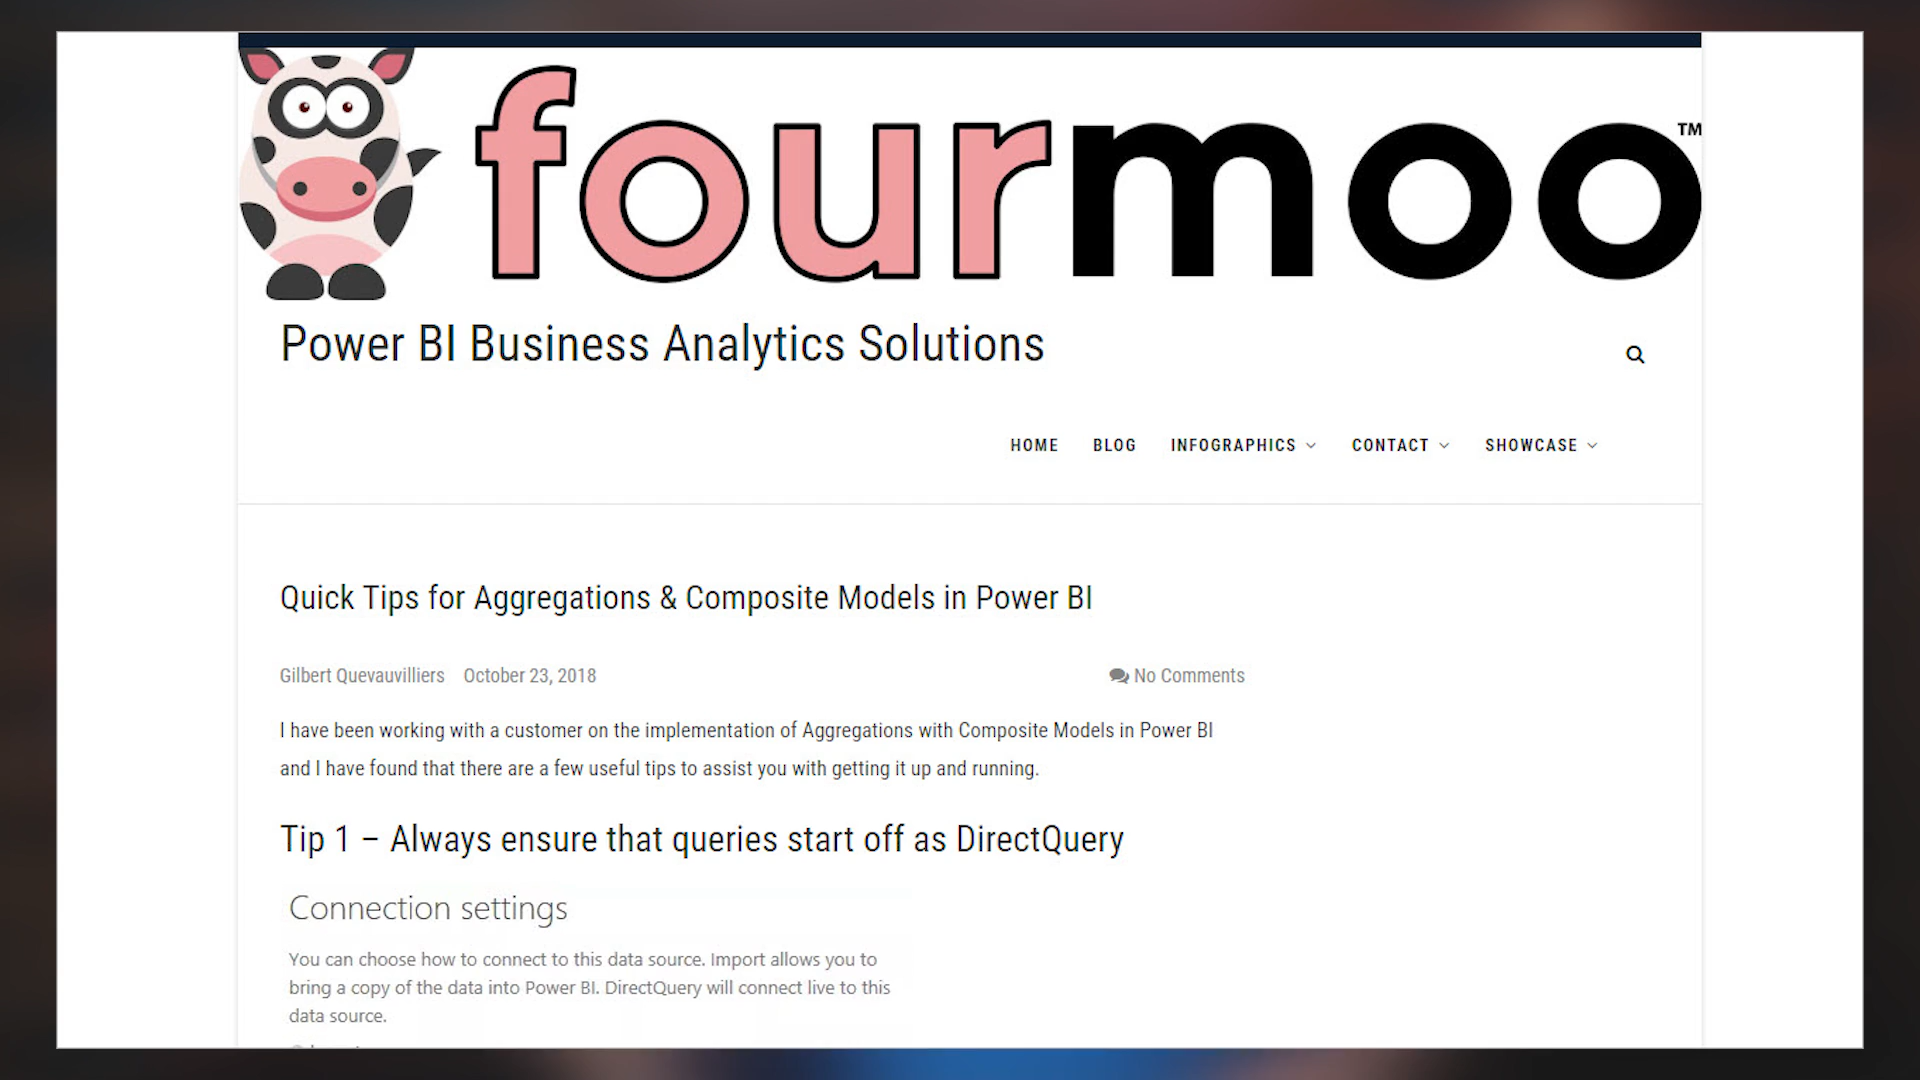 fourmoo™
Power BI Business Analytics Solutions
HOME BLOG INFOGRAPHICS CONTACT SHOWCASE
Quick Tips for Aggregations & Composite Models in Power BI
Gilbert Quevauvilliers October 23, 2018 No Comments
I have been working with a customer on the implementation of Aggregations with Composite Models in Power BI
and I have found that there are a few useful tips to assist you with getting it up and running.
Tip 1 – Always ensure that queries start off as DirectQuery
Connection settings
You can choose how to connect to this data source. Import allows you to
bring a copy of the data into Power BI. DirectQuery will connect live to this
data source.